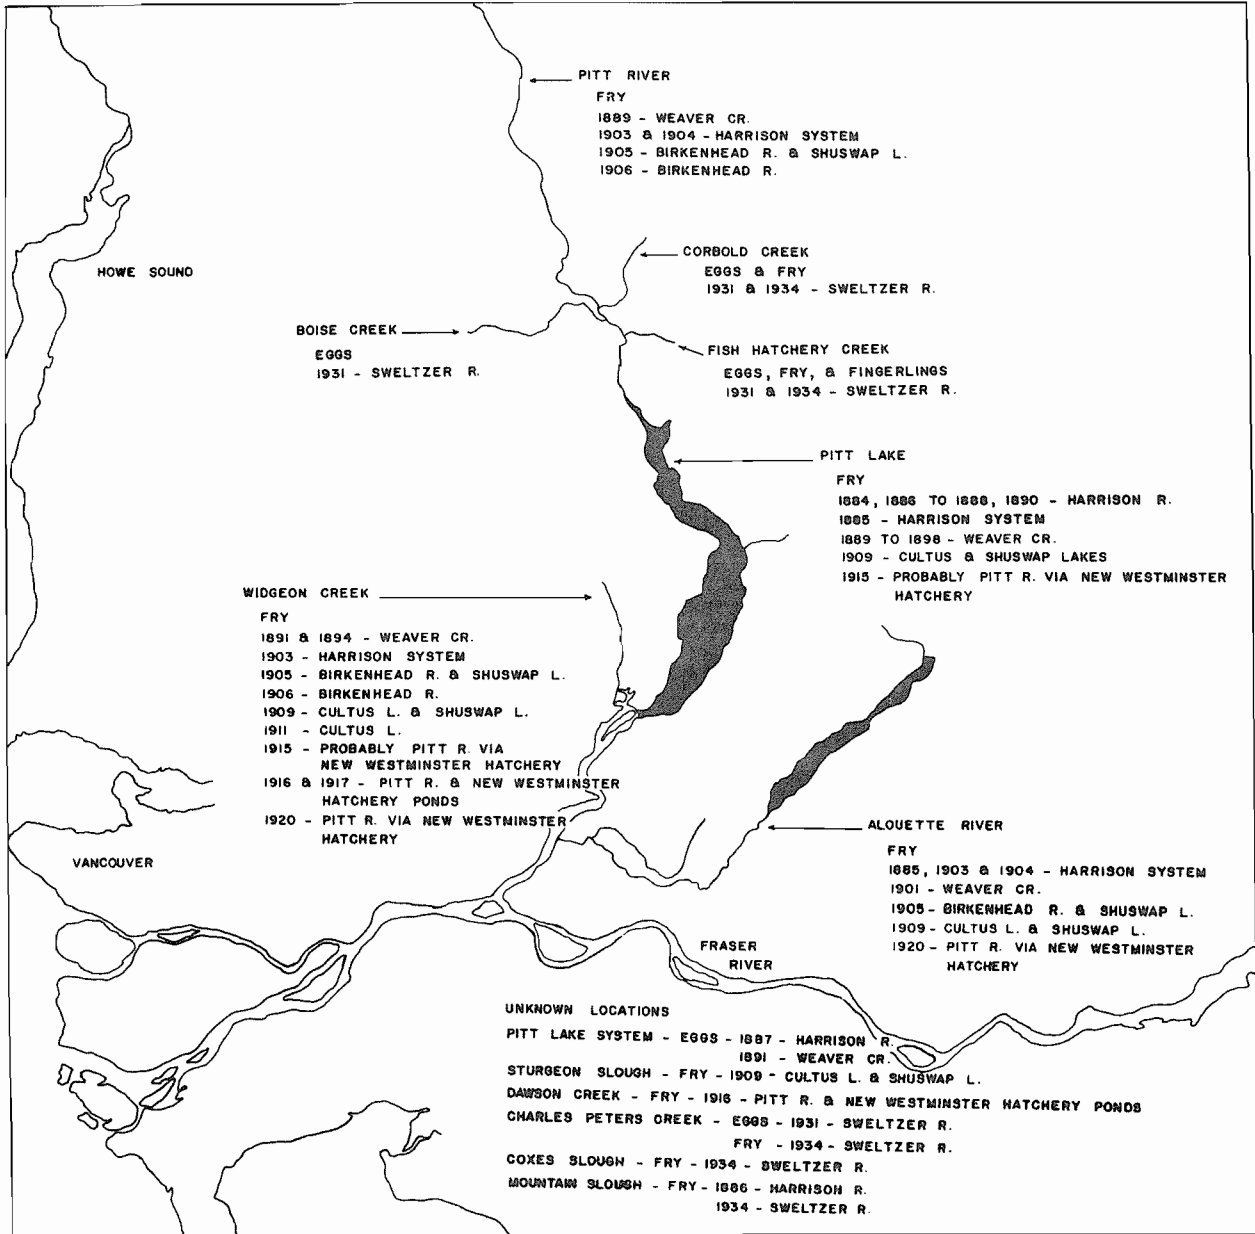 PITT RIVER
FRY
1889 - WEAVER CR.
1903 & 1904 - HARRISON SYSTEM
1905 - BIRKENHEAD R. & SHUSWAP L.
1906 - BIRKENHEAD R.
HOWE SOUND
CORBOLD CREEK
EGGS & FRY
1931 & 1934 - SWELTZER R.
BOISE CREEK
EGGS
1931 - SWELTZER R.
FISH HATCHERY CREEK
EGGS, FRY, & FINGERLINGS
1931 & 1934 - SWELTZER R.
PITT LAKE
FRY
1884, 1886 TO 1888, 1890 - HARRISON R.
1885 - HARRISON SYSTEM
1889 TO 1898 - WEAVER CR.
1909 - CULTUS & SHUSWAP LAKES
1915 - PROBABLY PITT R. VIA NEW WESTMINSTER
HATCHERY
WIDGEON CREEK
FRY
1891 & 1894 - WEAVER CR.
1903 - HARRISON SYSTEM
1905 - BIRKENHEAD R. & SHUSWAP L.
1906 - BIRKENHEAD R.
1909 - CULTUS L. & SHUSWAP L.
1911 - CULTUS L.
1915 - PROBABLY PITT R. VIA
NEW WESTMINSTER HATCHERY
1916 & 1917 - PITT R. & NEW WESTMINSTER
HATCHERY PONDS
1920 - PITT R. VIA NEW WESTMINSTER
HATCHERY
VANCOUVER
ALOUETTE RIVER
FRY
1885, 1903 & 1904 - HARRISON SYSTEM
1901 - WEAVER CR.
1905 - BIRKENHEAD R. & SHUSWAP L.
1909 - CULTUS L. & SHUSWAP L.
1920 - PITT R. VIA NEW WESTMINSTER
HATCHERY
FRASER
RIVER
UNKNOWN LOCATIONS
PITT LAKE SYSTEM - EGGS - 1887 - HARRISON R.
1891 - WEAVER CR.
STURGEON SLOUGH - FRY - 1909 - CULTUS L. & SHUSWAP L.
DAWSON CREEK - FRY - 1916 - PITT R. & NEW WESTMINSTER HATCHERY PONDS
CHARLES PETERS CREEK - EGGS - 1931 - SWELTZER R.
FRY - 1934 - SWELTZER R.
COXES SLOUGH - FRY - 1934 - SWELTZER R.
MOUNTAIN SLOUGH - FRY - 1886 - HARRISON R.
1934 - SWELTZER R.